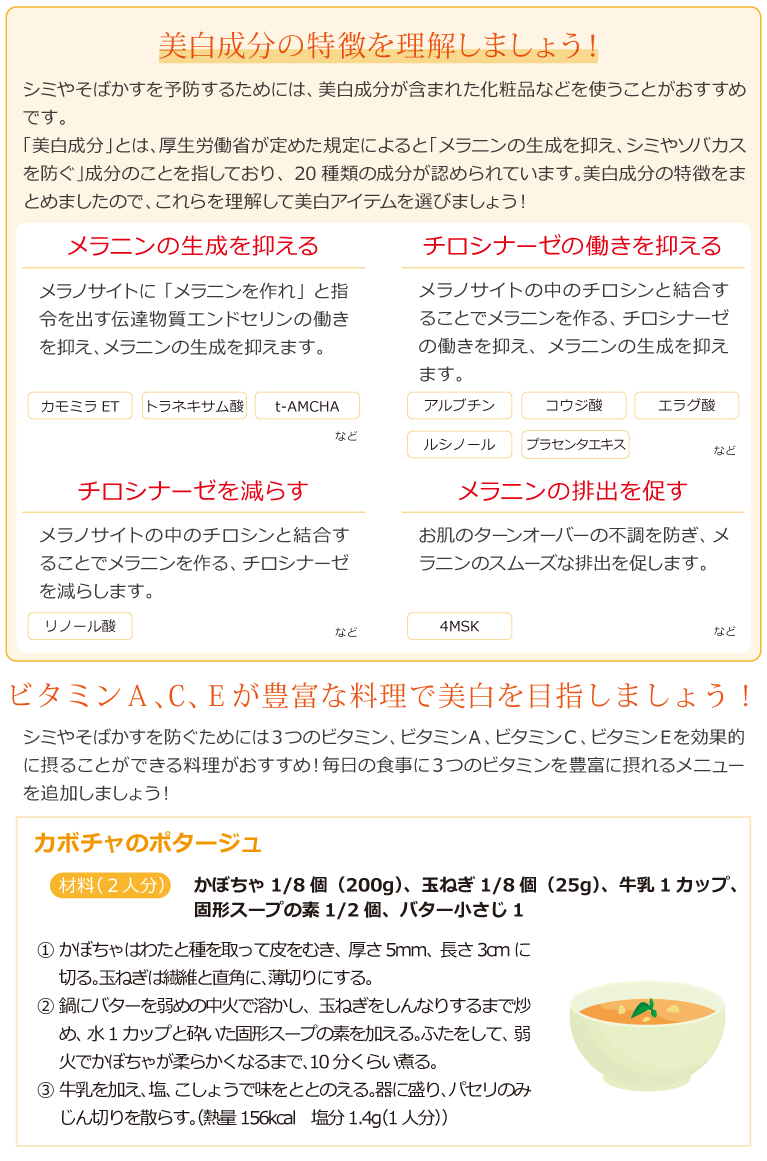 美白成分の特徴を理解しましょう！
シミやそばかすを予防するためには、美白成分が含まれた化粧品などを使うことがおすすめ
です。
「美白成分」とは、厚生労働省が定めた規定によると「メラニンの生成を抑え、シミやソバカス
を防ぐ」成分のことを指しており、20 種類の成分が認められています。美白成分の特徴をま
とめましたので、これらを理解して美白アイテムを選びましょう！
メラニンの生成を抑える
メラノサイトに「メラニンを作れ」と指
令を出す伝達物質エンドセリンの働き
を抑え、メラニンの生成を抑えます。
カモミラ ET トラネキサム酸 t-AMCHA
など
チロシナーゼの働きを抑える
メラノサイトの中のチロシンと結合す
ることでメラニンを作る、チロシナーゼ
の働きを抑え、メラニンの生成を抑え
ます。
アルブチン コウジ酸 エラグ酸
ルシノール プラセンタエキス など
チロシナーゼを減らす
メラノサイトの中のチロシンと結合す
ることでメラニンを作る、チロシナーゼ
を減らします。
リノール酸 など
メラニンの排出を促す
お肌のターンオーバーの不調を防ぎ、メ
ラニンのスムーズな排出を促します。
4MSK など
ビタミンＡ、Ｃ、Ｅが豊富な料理で美白を目指しましょう！
シミやそばかすを防ぐためには３つのビタミン、ビタミンＡ、ビタミンＣ、ビタミンＥを効果的
に摂ることができる料理がおすすめ！毎日の食事に３つのビタミンを豊富に摂れるメニュー
を追加しましょう！
カボチャのポタージュ
材料（２人分） かぼちゃ 1/8 個（200g）、玉ねぎ 1/8 個（25g）、牛乳 1 カップ、
固形スープの素 1/2 個、バター小さじ 1
① かぼちゃはわたと種を取って皮をむき、厚さ 5mm、長さ 3cm に
切る。玉ねぎは繊維と直角に、薄切りにする。
② 鍋にバターを弱めの中火で溶かし、玉ねぎをしんなりするまで炒
め、水 1 カップと砕いた固形スープの素を加える。ふたをして、弱
火でかぼちゃが柔らかくなるまで、10 分くらい煮る。
③ 牛乳を加え、塩、こしょうで味をととのえる。器に盛り、パセリのみ
じん切りを散らす。（熱量 156kcal　塩分 1.4g（1 人分））